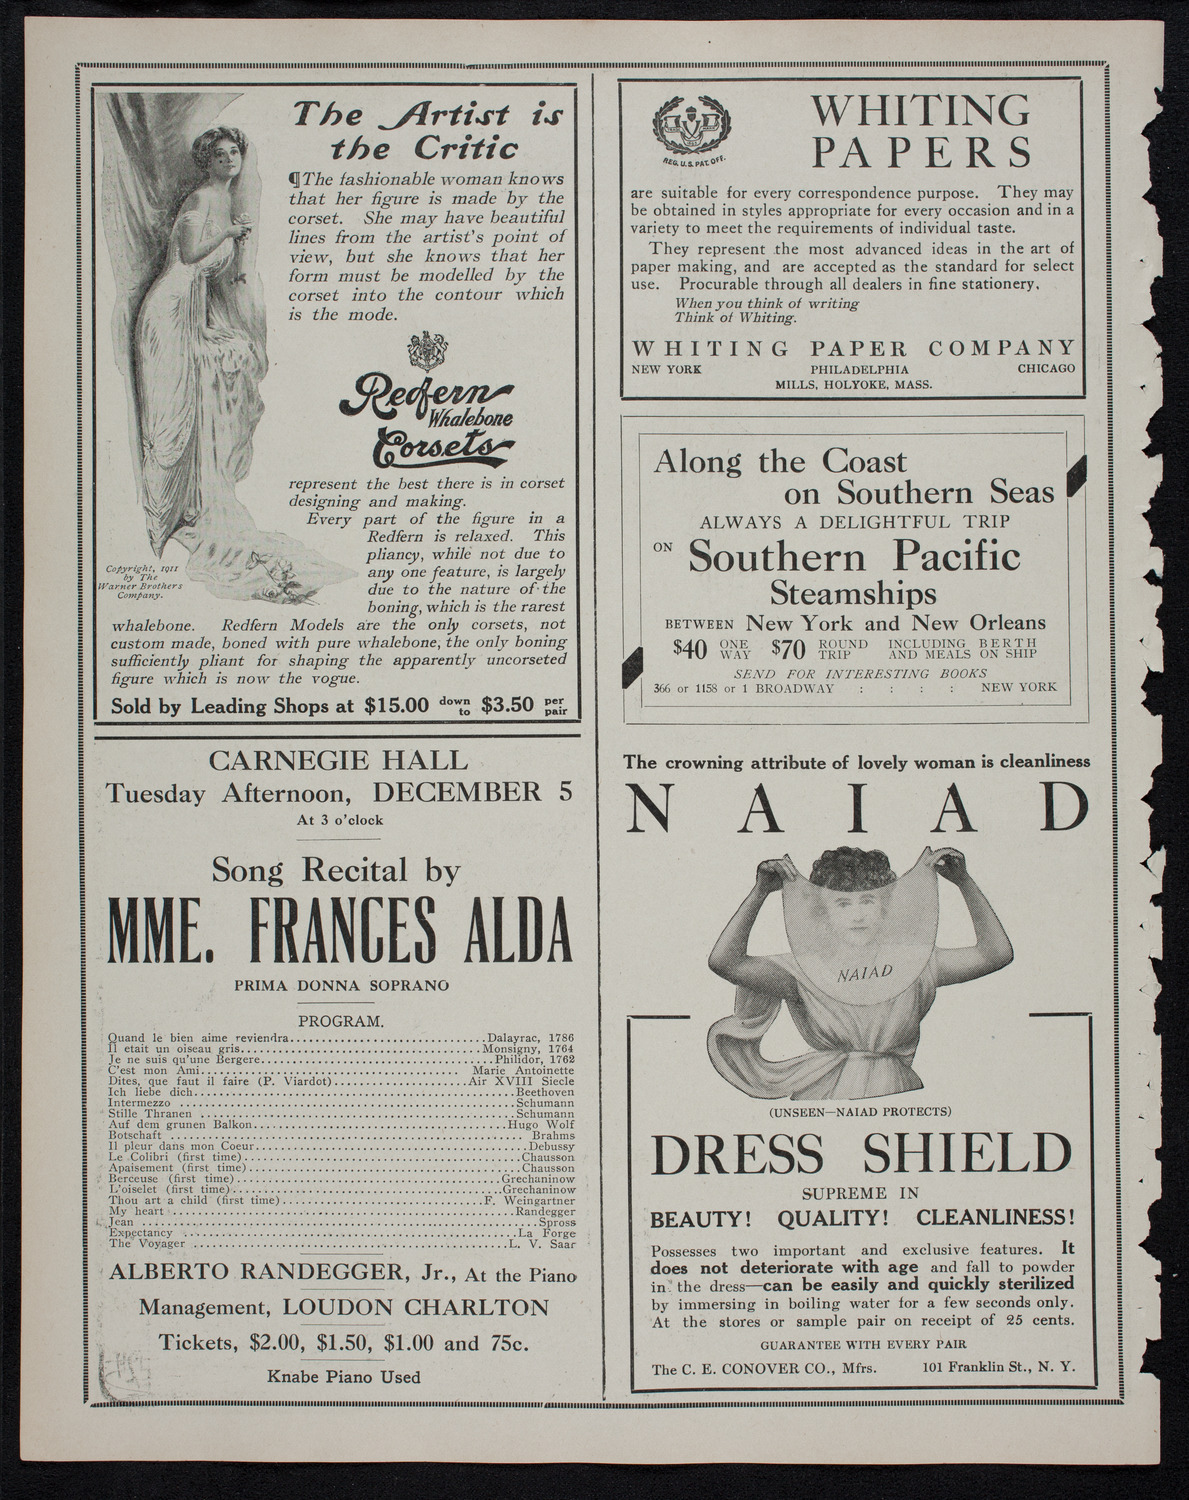 The Artist is
the Critic
¶The fashionable woman knows
that her figure is made by the
corset. She may have beautiful
lines from the artist's point of
view, but she knows that her
form must be modelled by the
corset into the contour which
is the mode.
Redfern
Whalebone
Corsets
represent the best there is in corset
designing and making.
Every part of the figure in a
Redfern is relaxed. This
pliancy, while not due to
any one feature, is largely
due to the nature of the
boning, which is the rarest
whalebone. Redfern Models are the only corsets, not
custom made, boned with pure whalebone, the only boning
sufficiently pliant for shaping the apparently uncorseted
figure which is now the vogue.
Copyright, 1911
by The
Warner Brothers
Company.
Sold by Leading Shops at $15.00 down to $3.50 per pair
CARNEGIE HALL
Tuesday Afternoon, DECEMBER 5
At 3 o'clock
Song Recital by
MME. FRANCES ALDA
PRIMA DONNA SOPRANO
PROGRAM.
Quand le bien aime reviendra....Dalayrac, 1786
Il etait un oiseau gris....Monsigny, 1764
Je ne suis qu'une Bergere....Philidor, 1762
C'est mon Ami....Marie Antoinette
Dites, que faut il faire (P. Viardot)....Air XVIII Siecle
Ich liebe dich....Beethoven
Intermezzo ....Schumann
Stille Thranen ....Schumann
Auf dem grunen Balkon....Hugo Wolf
Botschaft ....Brahms
Il pleur dans mon Coeur....Debussy
Le Colibri (first time)....Chausson
Apaisement (first time)....Chausson
Berceuse (first time)....Grechaninow
L'oiselet (first time)....Grechaninow
Thou art a child (first time)....F. Weingartner
My heart ....Randegger
Jean ....Spross
Expectancy ....La Forge
The Voyager ....L. V. Saar
ALBERTO RANDEGGER, Jr., At the Piano
Management, LOUDON CHARLTON
Tickets, $2.00, $1.50, $1.00 and 75c.
Knabe Piano Used
REG. U.S. PAT. OFF.
WHITING
PAPERS
are suitable for every correspondence purpose. They may
be obtained in styles appropriate for every occasion and in a
variety to meet the requirements of individual taste.
They represent the most advanced ideas in the art of
paper making, and are accepted as the standard for select
use. Procurable through all dealers in fine stationery.
When you think of writing
Think of Whiting.
WHITING PAPER COMPANY
NEW YORK PHILADELPHIA CHICAGO
MILLS, HOLYOKE, MASS.
Along the Coast
on Southern Seas
ALWAYS A DELIGHTFUL TRIP
ON Southern Pacific
Steamships
BETWEEN New York and New Orleans
$40 ONE WAY $70 ROUND TRIP INCLUDING BERTH AND MEALS ON SHIP
SEND FOR INTERESTING BOOKS
366 or 1158 or 1 BROADWAY : : : : NEW YORK
The crowning attribute of lovely woman is cleanliness
NAIAD
NAIAD
(UNSEEN—NAIAD PROTECTS)
DRESS SHIELD
SUPREME IN
BEAUTY! QUALITY! CLEANLINESS!
Possesses two important and exclusive features. It
does not deteriorate with age and fall to powder
in the dress—can be easily and quickly sterilized
by immersing in boiling water for a few seconds only.
At the stores or sample pair on receipt of 25 cents.
GUARANTEE WITH EVERY PAIR
The C. E. CONOVER CO., Mfrs. 101 Franklin St., N. Y.